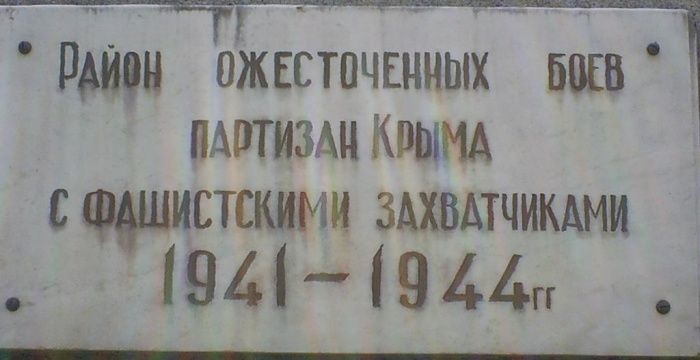 Район ожесточенных боев
партизан Крыма
с фашистскими захватчиками
1941-1944гг